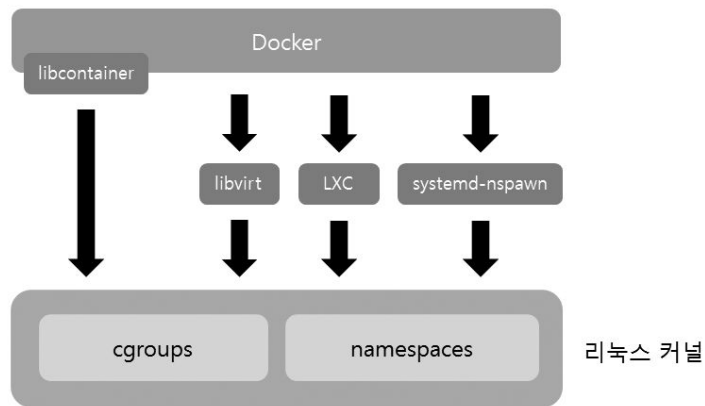 Docker
libcontainer
libvirt
LXC
systemd-nspawn
cgroups
namespaces
리눅스 커널